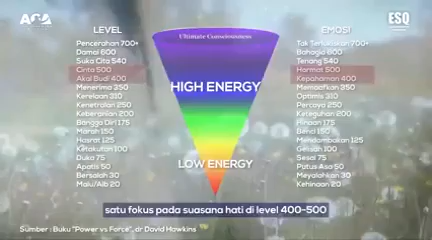 AGA
ESQ
LEVEL
EMOSI
Ultimate Consciousness
Pencerahan 700+
Damai 600
Suka Cita 540
Cinta 500
Akal Budi 400
Menerima 350
Kerelaan 310
Kenetralan 250
Keberanian 200
Bangga Diri 175
Marah 150
Hasrat 125
Ketakutan 100
Duka 75
Apatis 50
Bersalah 30
Malu/Aib 20
HIGH ENERGY
LOW ENERGY
Tak Terlukiskan 700+
Bahagia 600
Terang 540
Hormat 500
Kepahaman 400
Memaafkan 350
Optimis 310
Percaya 250
Keteguhan 200
Hinaan 175
Benci 150
Mendambakan 125
Gelisah 100
Sesal 75
Putus Asa 50
Meyalahkan 30
Kehinaan 20
satu fokus pada suasana hati di level 400-500
Sumber : Buku "Power vs Force", dr David Hawkins